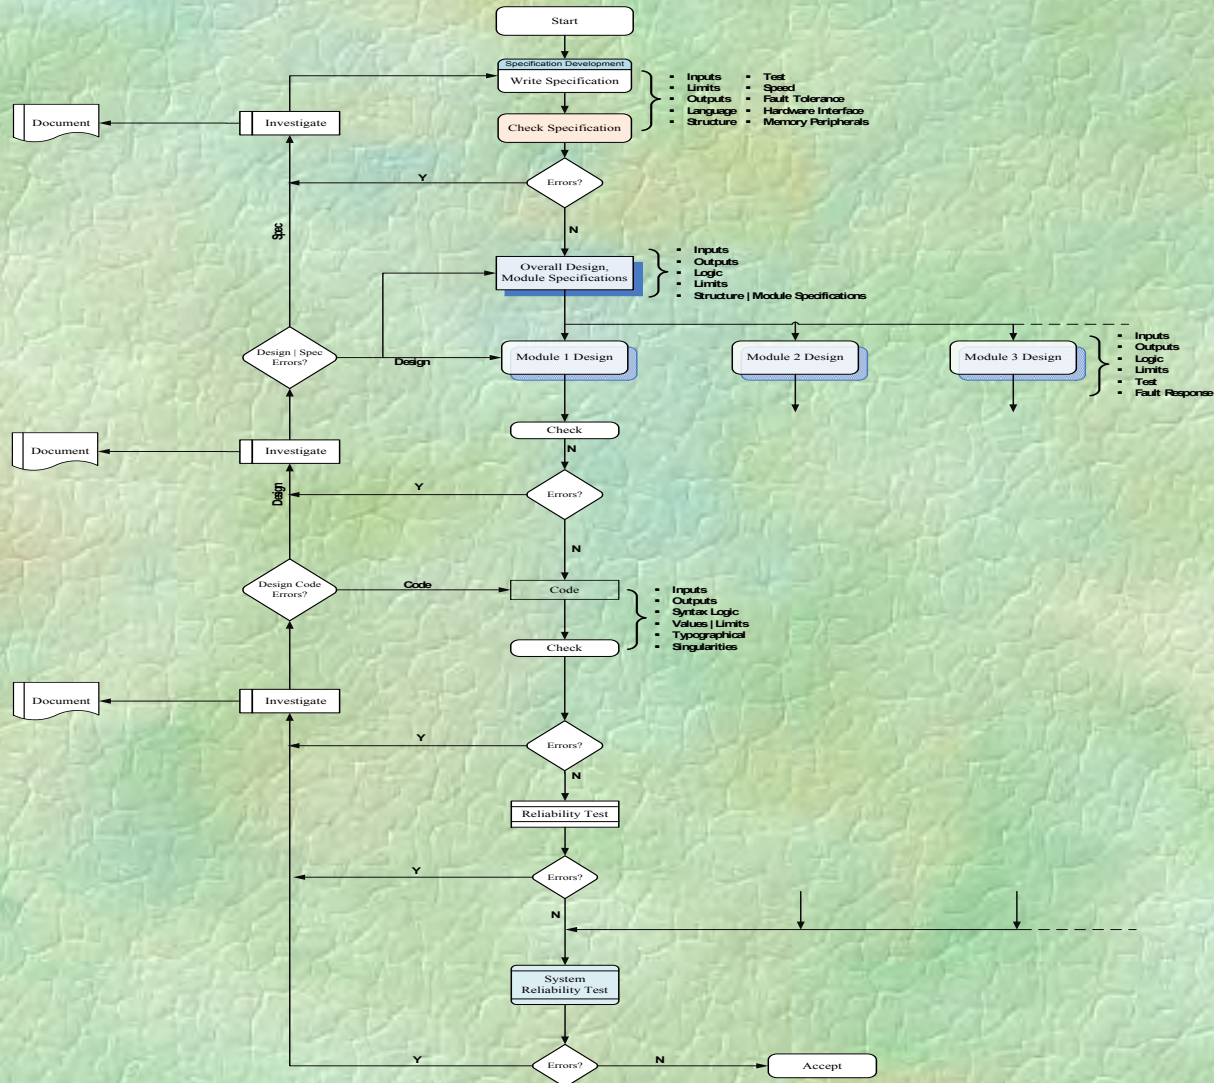 Start
Specification Development
Write Specification
Inputs
Limits
Outputs
Language
Structure
Test
Speed
Fault Tolerance
Hardware Interface
Memory Peripherals
Document
Investigate
Check Specification
Y
Errors?
N
Spec
Overall Design,
Module Specifications
Inputs
Outputs
Logic
Limits
Structure | Module Specifications
Design | Spec
Errors?
Design
Module 1 Design
Module 2 Design
Module 3 Design
Inputs
Outputs
Logic
Limits
Test
Fault Response
Check
N
Document
Investigate
Design
Y
Errors?
N
Design Code
Errors?
Code
Code
Inputs
Outputs
Syntax Logic
Values | Limits
Typographical
Singularities
Check
Document
Investigate
Y
Errors?
N
Reliability Test
Y
Errors?
N
System
Reliability Test
Y
Errors?
N
Accept